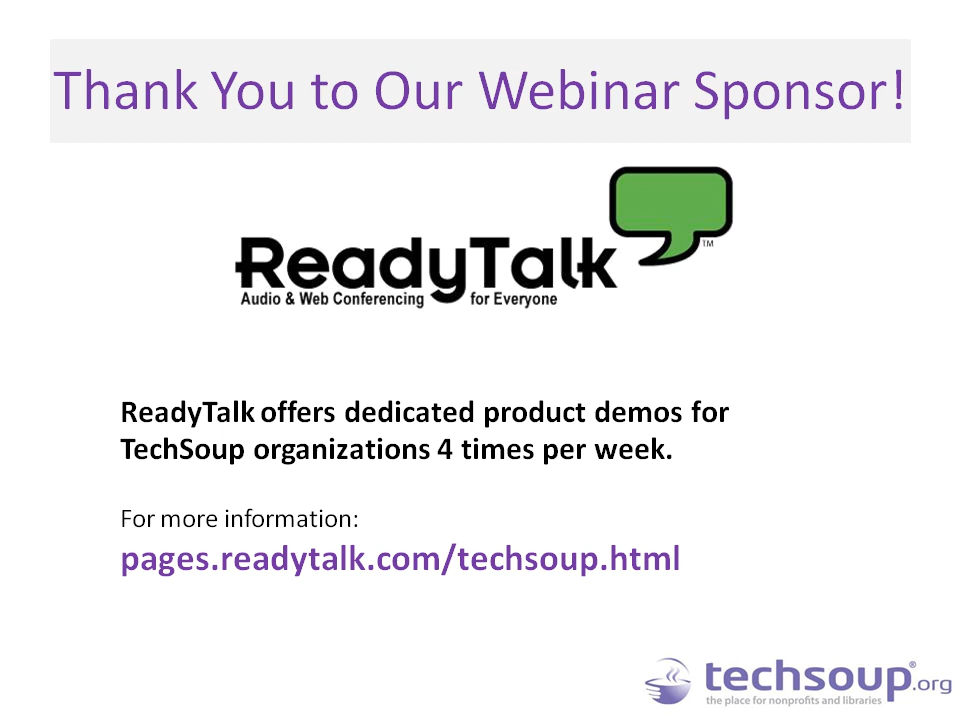 Thank You to Our Webinar Sponsor!
ReadyTalk™
Audio & Web Conferencing for Everyone
ReadyTalk offers dedicated product demos for
TechSoup organizations 4 times per week.
For more information:
pages.readytalk.com/techsoup.html
techsoup®.org
the place for nonprofits and libraries